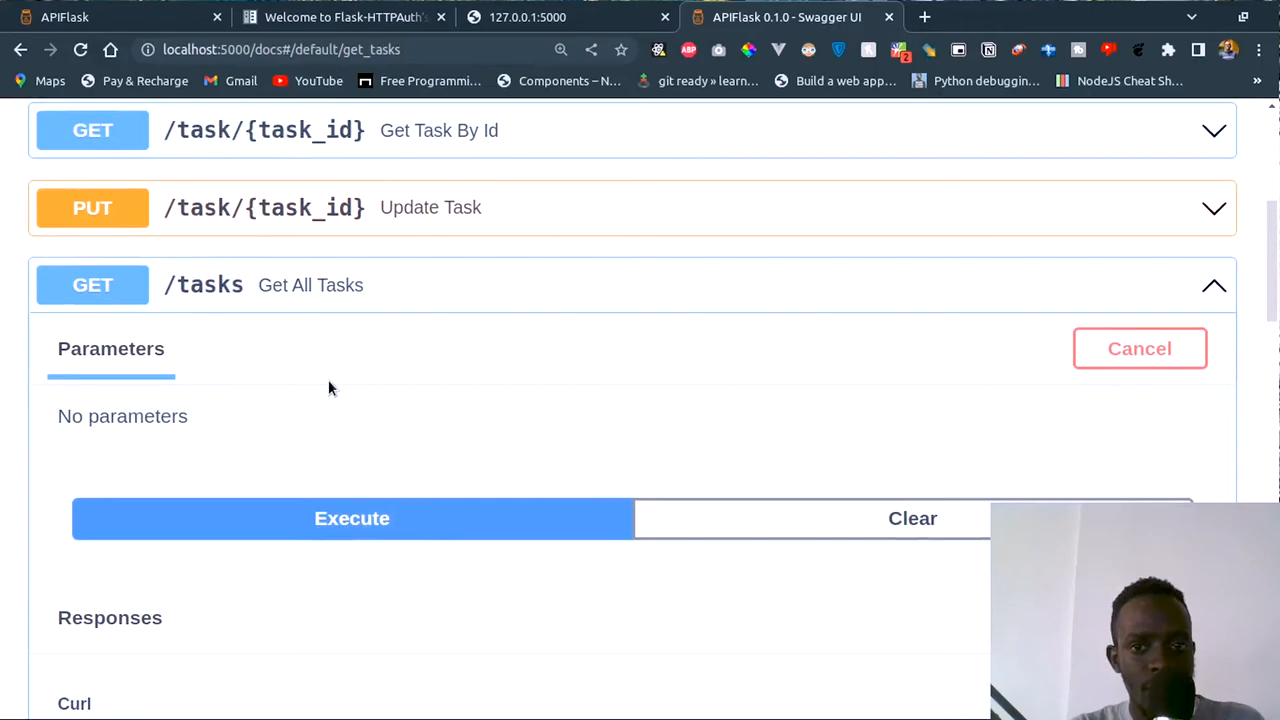 APIFlask
Welcome to Flask-HTTPAuth's
127.0.0.1:5000
APIFlask 0.1.0 - Swagger UI
localhost:5000/docs#/default/get_tasks
ABP
2
Maps
Pay & Recharge
Gmail
YouTube
Free Programmi...
Components – N...
git ready » learn...
Build a web app...
Python debuggin...
NodeJS Cheat Sh...
»
GET /task/{task_id} Get Task By Id
PUT /task/{task_id} Update Task
GET /tasks Get All Tasks
Parameters
Cancel
No parameters
Execute
Clear
Responses
Curl